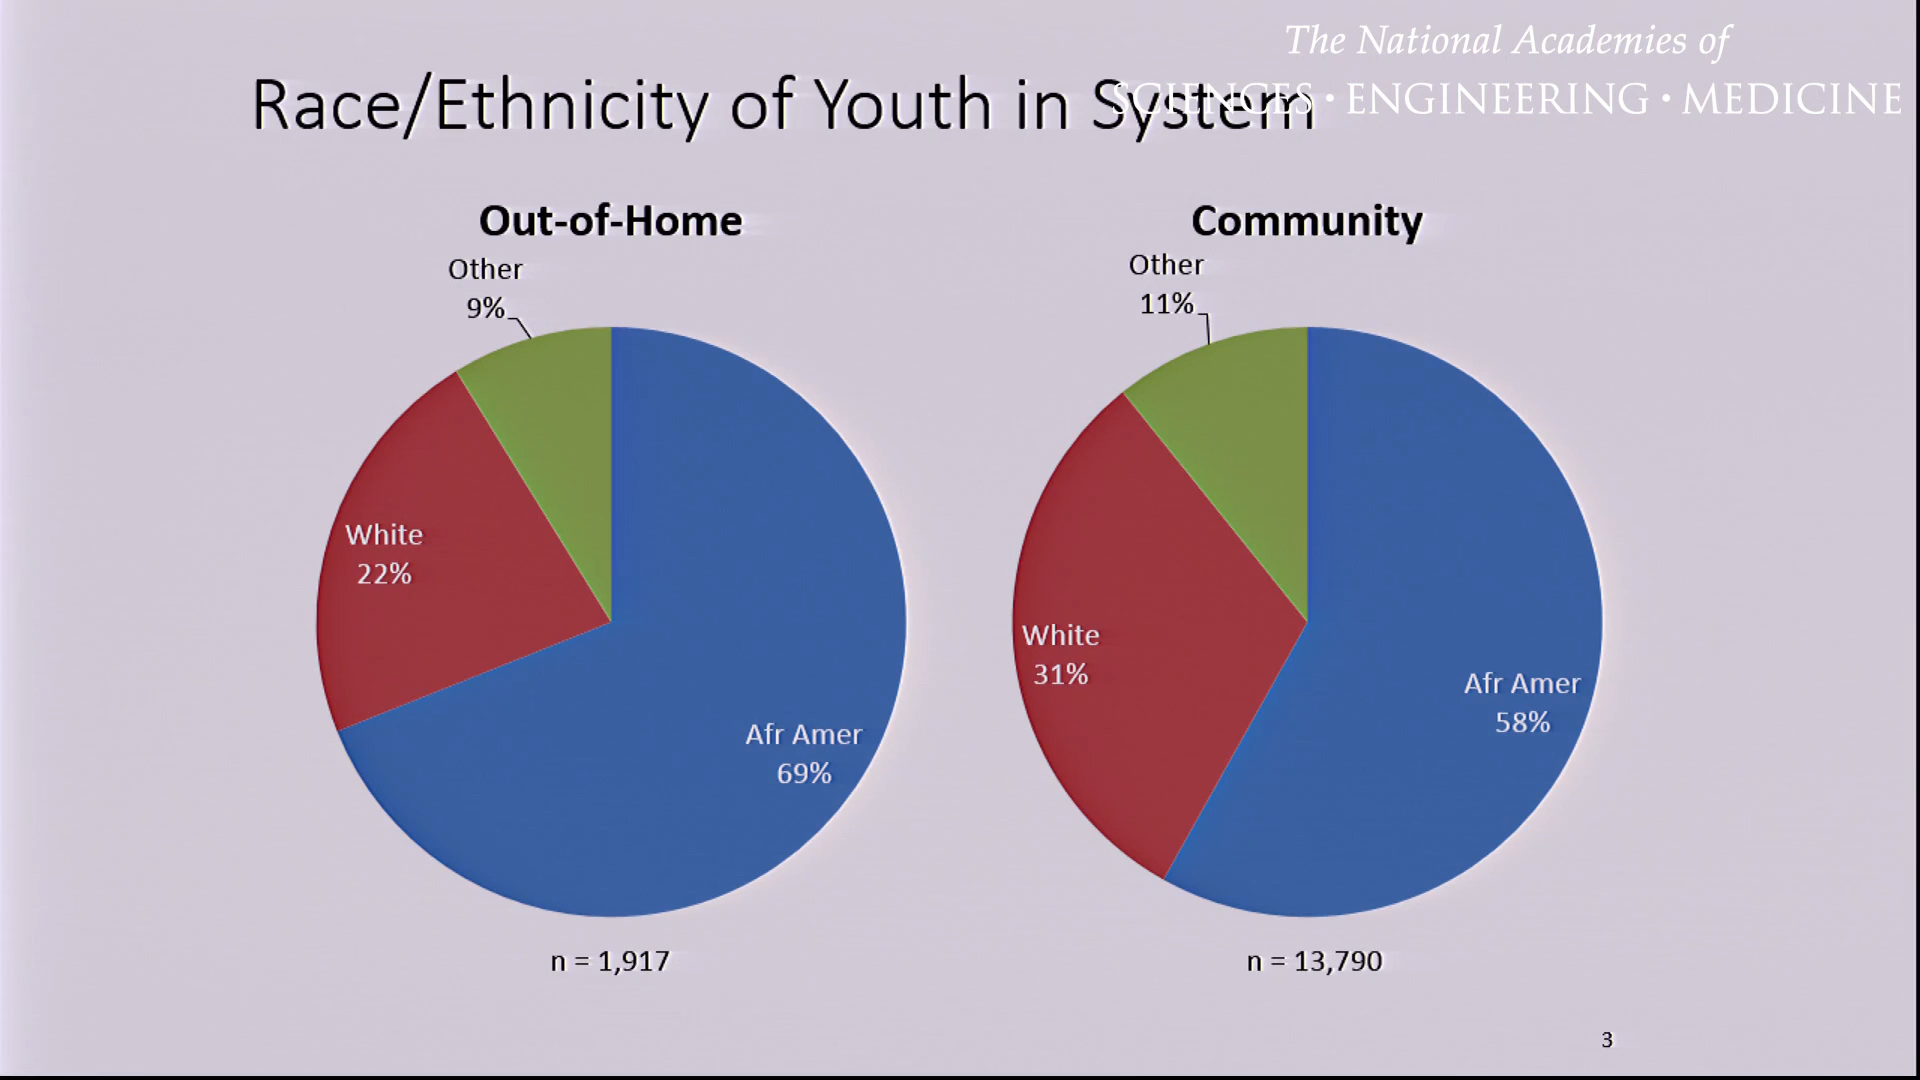 The National Academies of
SCIENCES · ENGINEERING · MEDICINE
Race/Ethnicity of Youth in System
Out-of-Home
Other
9%
White
22%
Afr Amer
69%
n = 1,917
Community
Other
11%
White
31%
Afr Amer
58%
n = 13,790
3